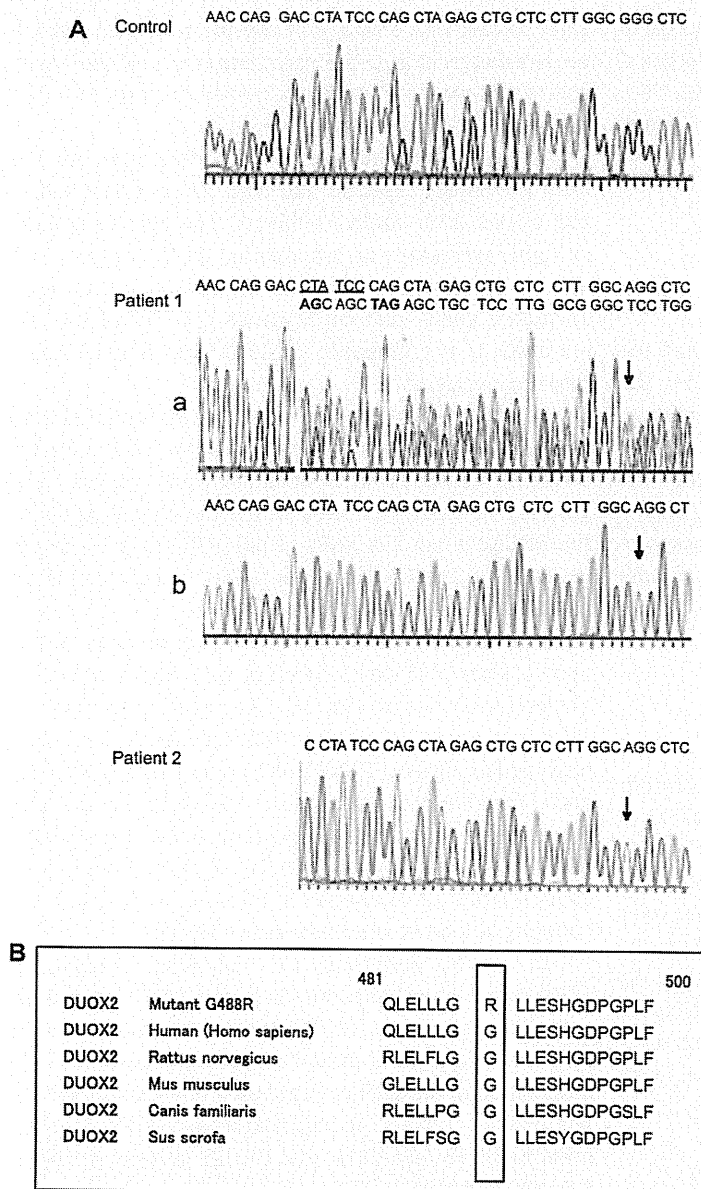 A
Control
AAC CAG GAC CTA TCC CAG CTA GAG CTG CTC CTT GGC GGG CTC
Patient 1
AAC CAG GAC CTA TCC CAG CTA GAG CTG CTC CTT GGC AGG CTC
AGC AGC TAG AGC TGC TCC TTG GCG GGC TCC TGG
a
AAC CAG GAC CTA TCC CAG CTA GAG CTG CTC CTT GGC AGG CT
b
Patient 2
C CTA TCC CAG CTA GAG CTG CTC CTT GGC AGG CTC
B
481 500
DUOX2 Mutant G488R QLELLLG R LLESHGDPGPLF
DUOX2 Human (Homo sapiens) QLELLLG G LLESHGDPGPLF
DUOX2 Rattus norvegicus RLELFLG G LLESHGDPGPLF
DUOX2 Mus musculus GLELLLG G LLESHGDPGPLF
DUOX2 Canis familiaris RLELLPG G LLESHGDPGSLF
DUOX2 Sus scrofa RLELFSG G LLESYGDPGPLF